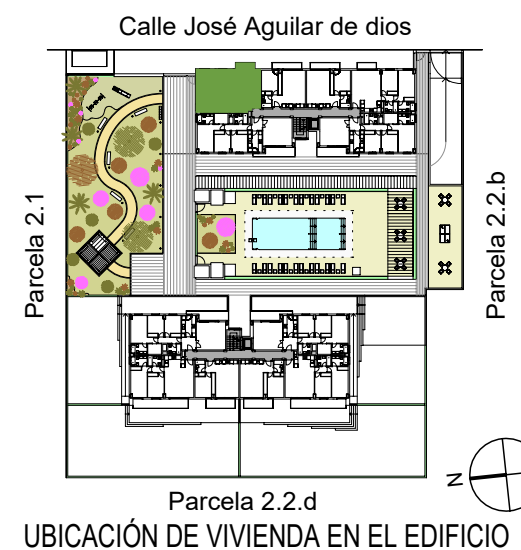 Calle José Aguilar de dios
Parcela 2.1
Parcela 2.2.b
N
Parcela 2.2.d
UBICACIÓN DE VIVIENDA EN EL EDIFICIO